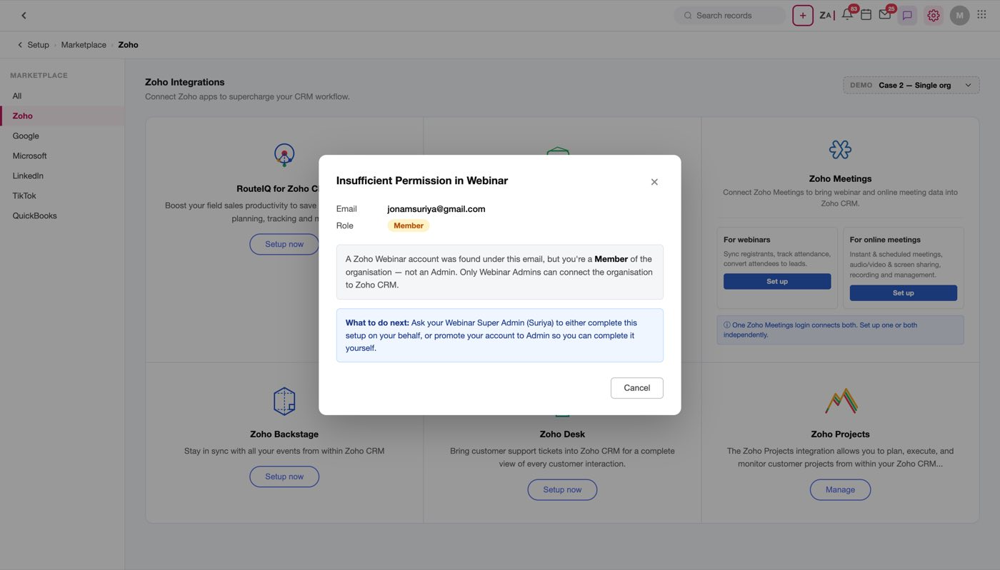 Search records
+
ZA
83
25
M
Setup
Marketplace
Zoho
MARKETPLACE
All
Zoho
Google
Microsoft
LinkedIn
TikTok
QuickBooks
Zoho Integrations
Connect Zoho apps to supercharge your CRM workflow.
DEMO Case 2 — Single org
RouteIQ for Zoho C
Boost your field sales productivity to save
planning, tracking and m
Setup now
Zoho Meetings
Connect Zoho Meetings to bring webinar and online meeting data into
Zoho CRM.
For webinars
Sync registrants, track attendance,
convert attendees to leads.
Set up
For online meetings
Instant & scheduled meetings,
audio/video & screen sharing,
recording and management.
Set up
ⓘ One Zoho Meetings login connects both. Set up one or both
independently.
Insufficient Permission in Webinar
Email jonamsuriya@gmail.com
Role Member
A Zoho Webinar account was found under this email, but you're a Member of the
organisation — not an Admin. Only Webinar Admins can connect the organisation
to Zoho CRM.
What to do next: Ask your Webinar Super Admin (Suriya) to either complete this
setup on your behalf, or promote your account to Admin so you can complete it
yourself.
Cancel
Zoho Backstage
Stay in sync with all your events from within Zoho CRM
Setup now
Zoho Desk
Bring customer support tickets into Zoho CRM for a complete
view of every customer interaction.
Setup now
Zoho Projects
The Zoho Projects integration allows you to plan, execute, and
monitor customer projects from within your Zoho CRM...
Manage